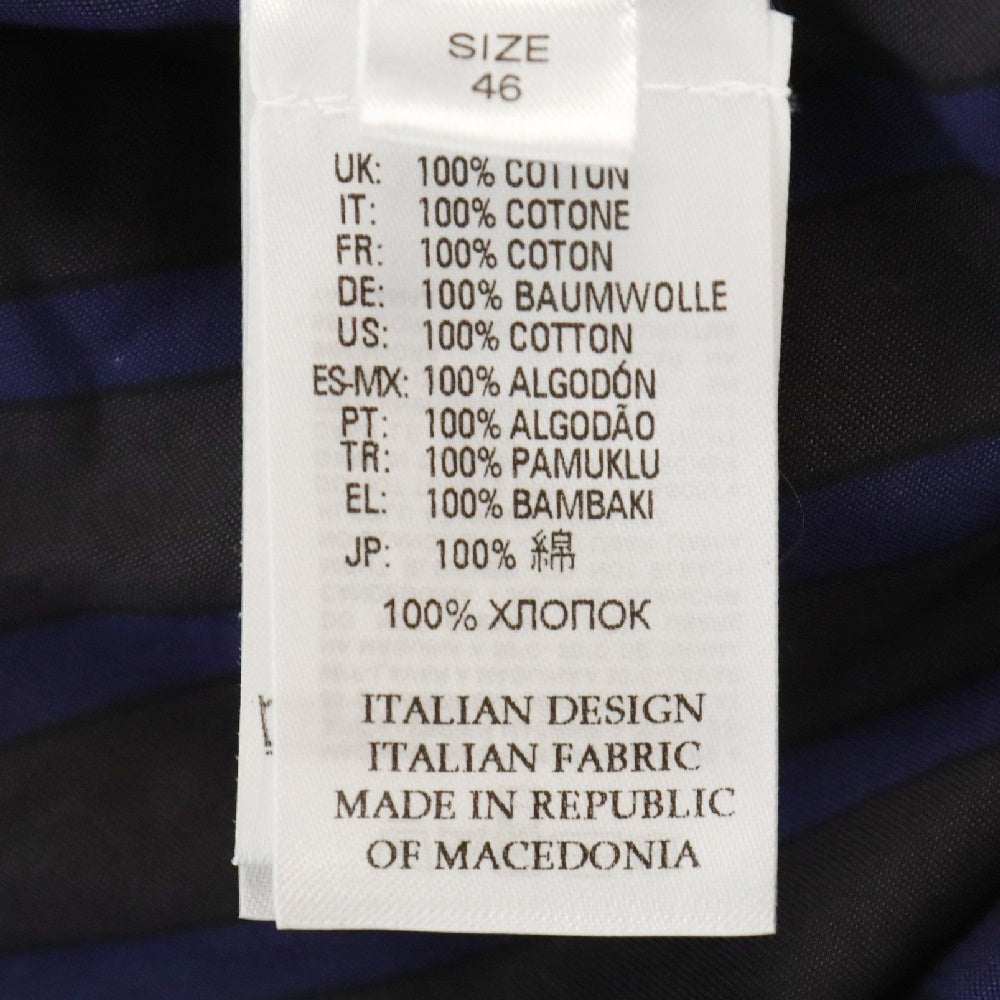 SIZE
46
UK: 100% COTTON
IT: 100% COTONE
FR: 100% COTON
DE: 100% BAUMWOLLE
US: 100% COTTON
ES-MX: 100% ALGODÓN
PT: 100% ALGODÃO
TR: 100% PAMUKLU
EL: 100% BAMBAKI
JP: 100% 綿
100% ХЛОПОК
ITALIAN DESIGN
ITALIAN FABRIC
MADE IN REPUBLIC
OF MACEDONIA